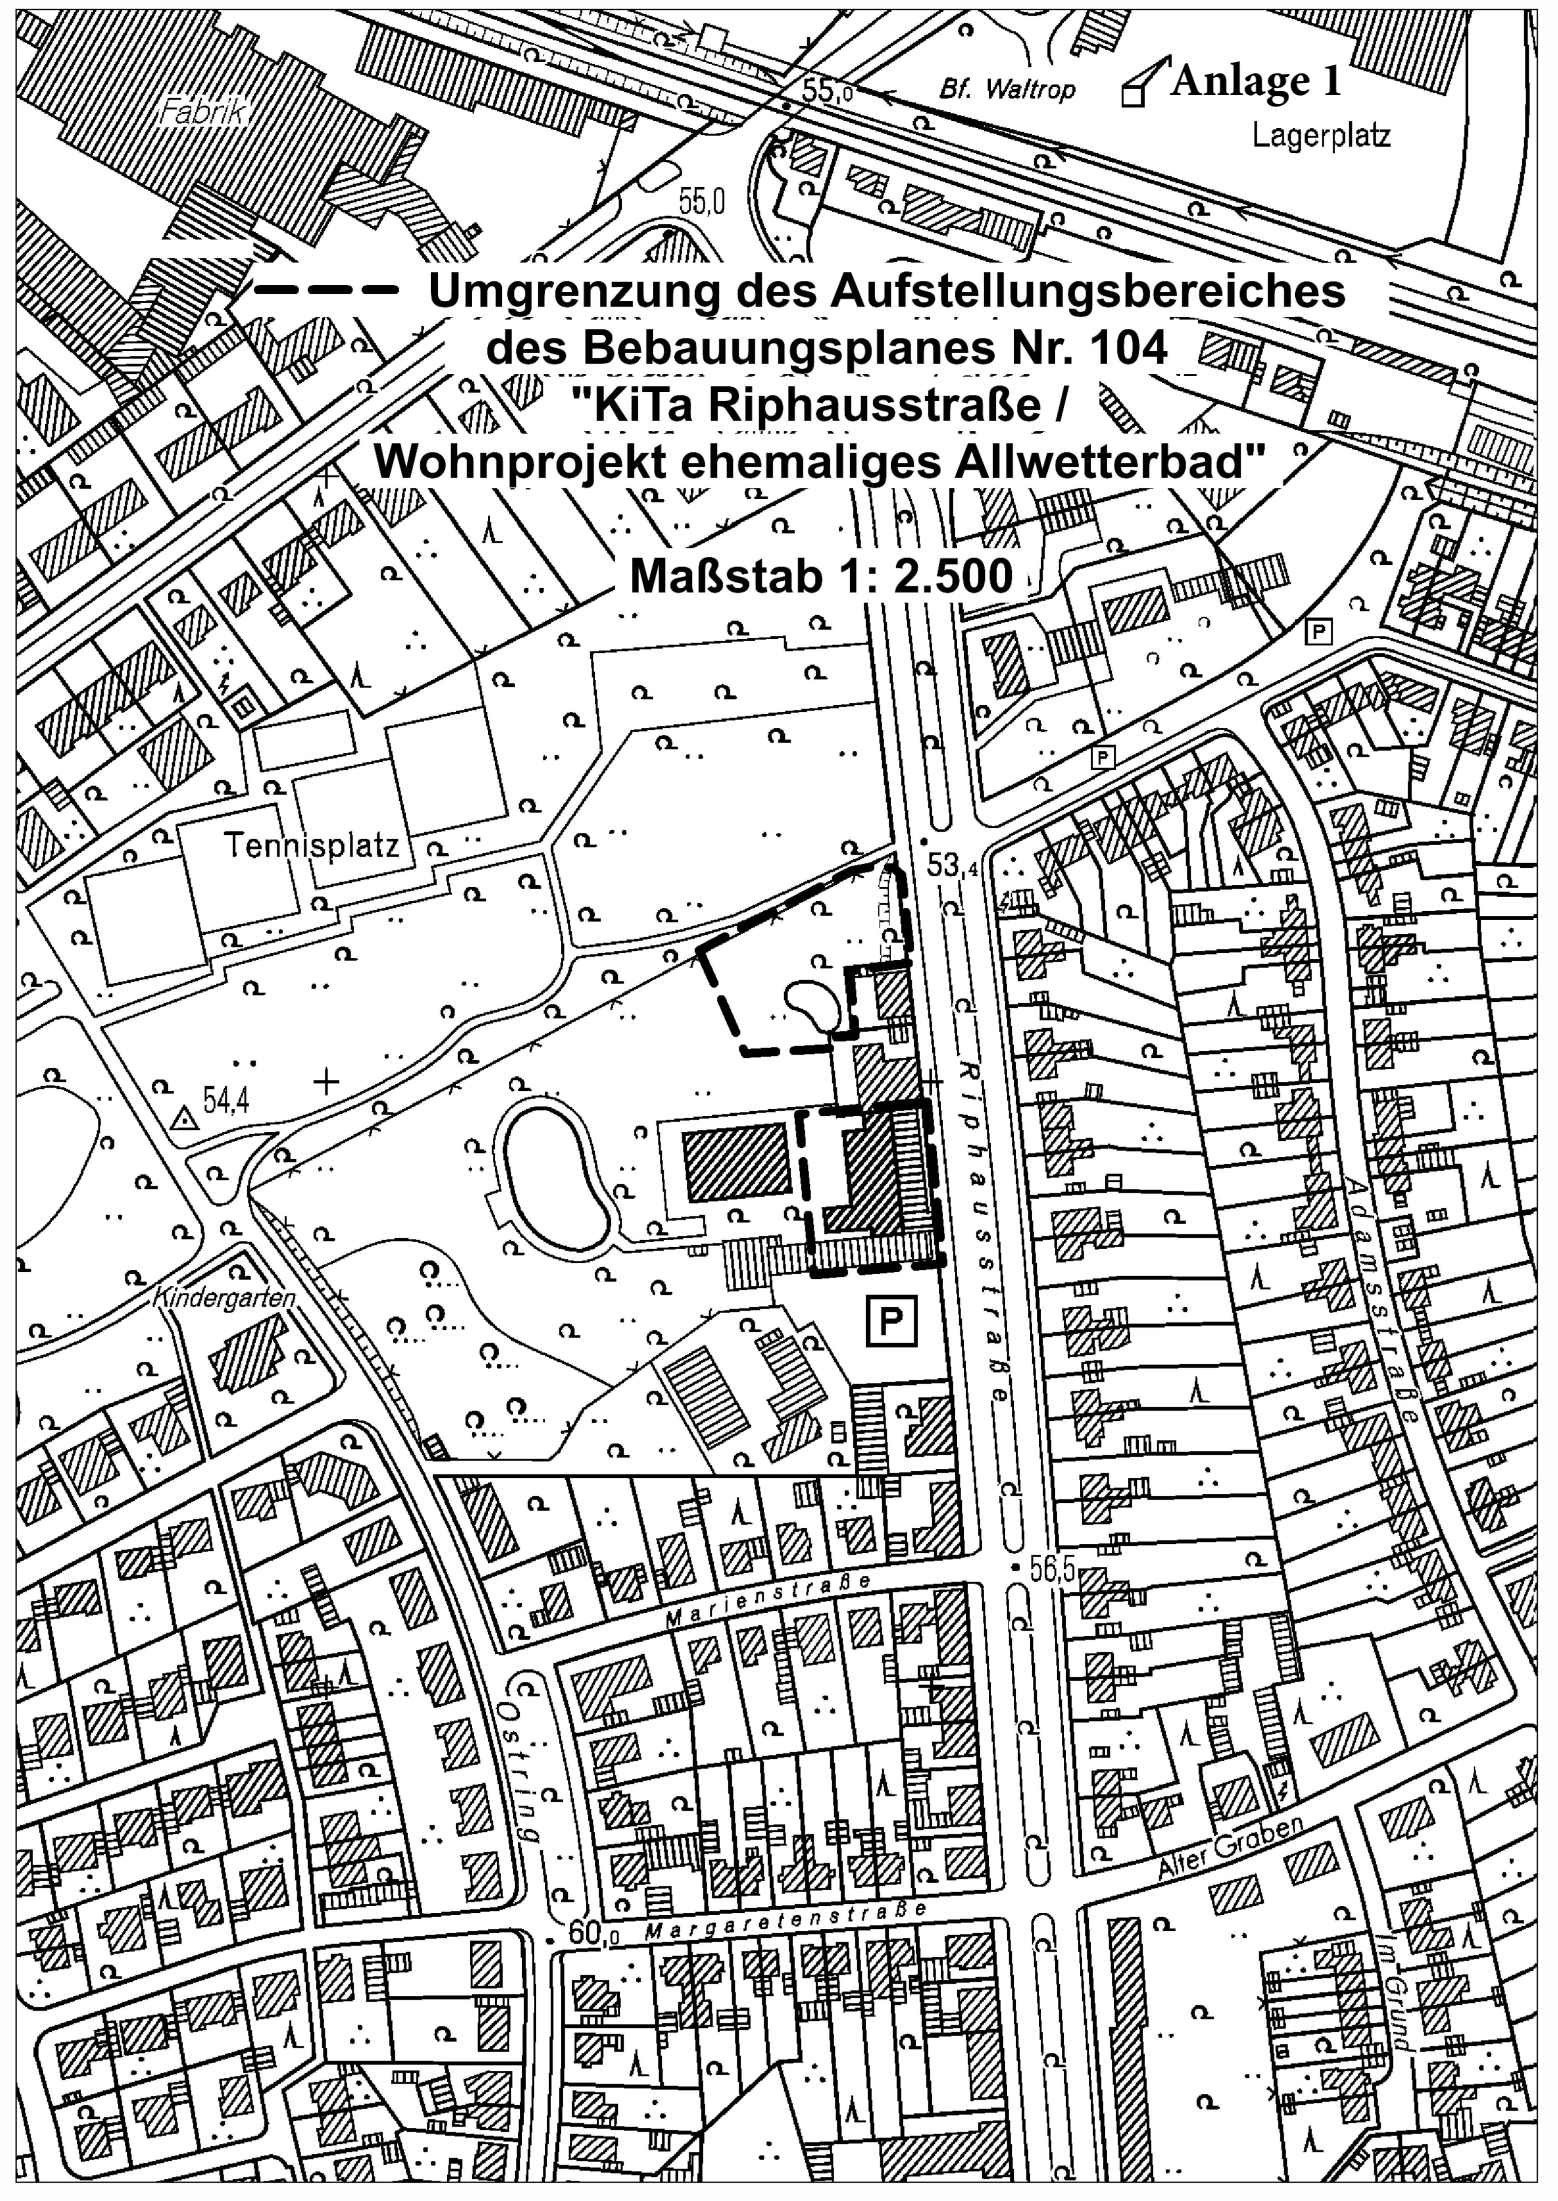 Anlage 1
Bf. Waltrop
55,0
Lagerplatz
Fabrik
55,0
Umgrenzung des Aufstellungsbereiches
des Bebauungsplanes Nr. 104
"KiTa Riphausstraße /
Wohnprojekt ehemaliges Allwetterbad"
Maßstab 1: 2.500
P
P
Tennisplatz
53,4
54,4
Riphausstraße
Adamsstraße
Kindergarten
P
56,5
Marienstraße
Ostring
Alter Graben
60,0
Margaretenstraße
Im Grund